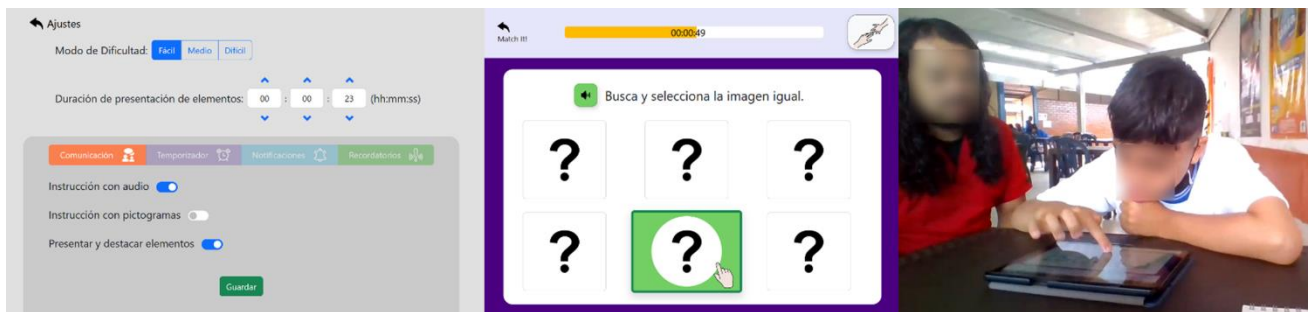 Ajustes
Modo de Dificultad: Fácil Medio Difícil
Duración de presentación de elementos: 00 : 00 : 23 (hh:mm:ss)
Comunicación Temporizador Notificaciones Recordatorios
Instrucción con audio
Instrucción con pictogramas
Presentar y destacar elementos
Guardar
Match It!
00:00:49
Busca y selecciona la imagen igual.
? ? ?
? ? ?